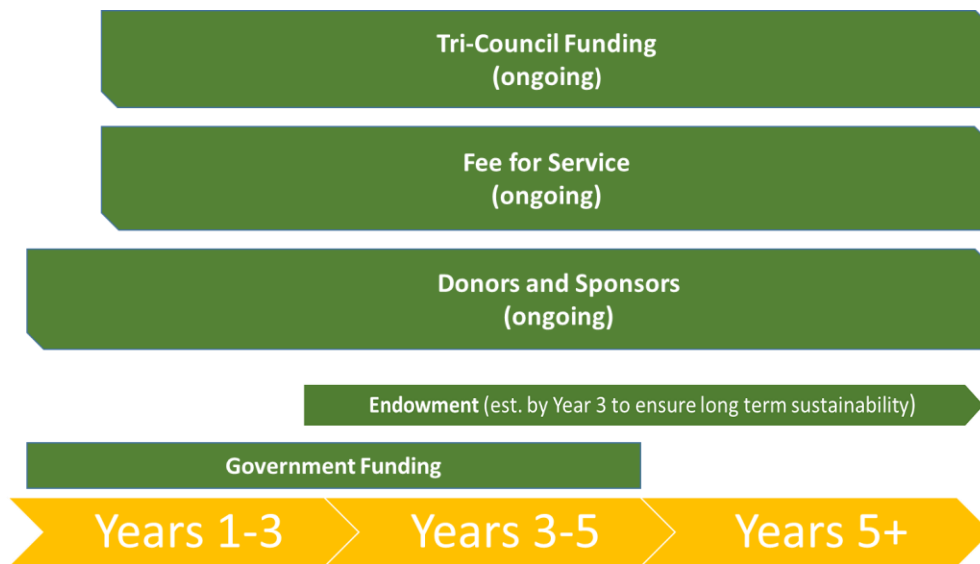 Tri-Council Funding
(ongoing)
Fee for Service
(ongoing)
Donors and Sponsors
(ongoing)
Endowment (est. by Year 3 to ensure long term sustainability)
Government Funding
Years 1-3
Years 3-5
Years 5+